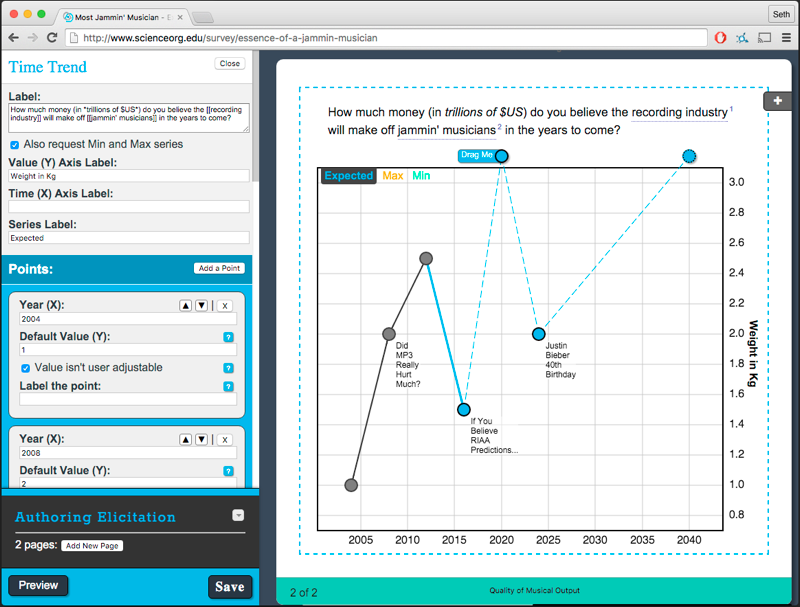 Most Jammin' Musician - E
Seth
http://www.scienceorg.edu/survey/essence-of-a-jammin-musician
Time Trend
Close
Label:
How much money (in *trillions of $US*) do you believe the [[recording
industry]] will make off [[jammin' musicians]] in the years to come?
Also request Min and Max series
Value (Y) Axis Label:
Weight in Kg
Time (X) Axis Label:
Series Label:
Expected
Points:
Add a Point
Year (X):
▲ ▼ | X
2004
Default Value (Y):
?
1
Value isn't user adjustable
?
Label the point:
?
Year (X):
▲ ▼ | X
2008
Default Value (Y):
?
2
Authoring Elicitation
2 pages: Add New Page
Preview
Save
+
How much money (in trillions of $US) do you believe the recording industry1
will make off jammin' musicians2 in the years to come?
Drag Me
Expected Max Min
3.0
2.8
2.6
2.4
2.2
2.0
1.8
1.6
1.4
1.2
1.0
0.8
Weight in Kg
Did
MP3
Really
Hurt
Much?
If You
Believe
RIAA
Predictions...
Justin
Bieber
40th
Birthday
2005 2010 2015 2020 2025 2030 2035 2040
2 of 2
Quality of Musical Output